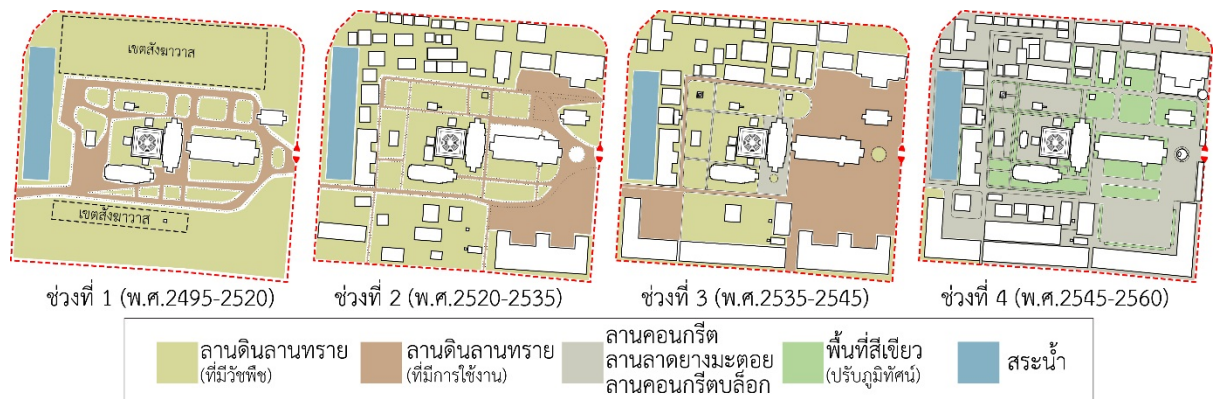 เขตสังฆาวาส
เขตสังฆาวาส
ช่วงที่ 1 (พ.ศ.2495-2520)
ช่วงที่ 2 (พ.ศ.2520-2535)
ช่วงที่ 3 (พ.ศ.2535-2545)
ช่วงที่ 4 (พ.ศ.2545-2560)
ลานดินลานทราย
(ที่มีวัชพืช)
ลานดินลานทราย
(ที่มีการใช้งาน)
ลานคอนกรีต
ลานลาดยางมะตอย
ลานคอนกรีตบล็อก
พื้นที่สีเขียว
(ปรับภูมิทัศน์)
สระน้ำ